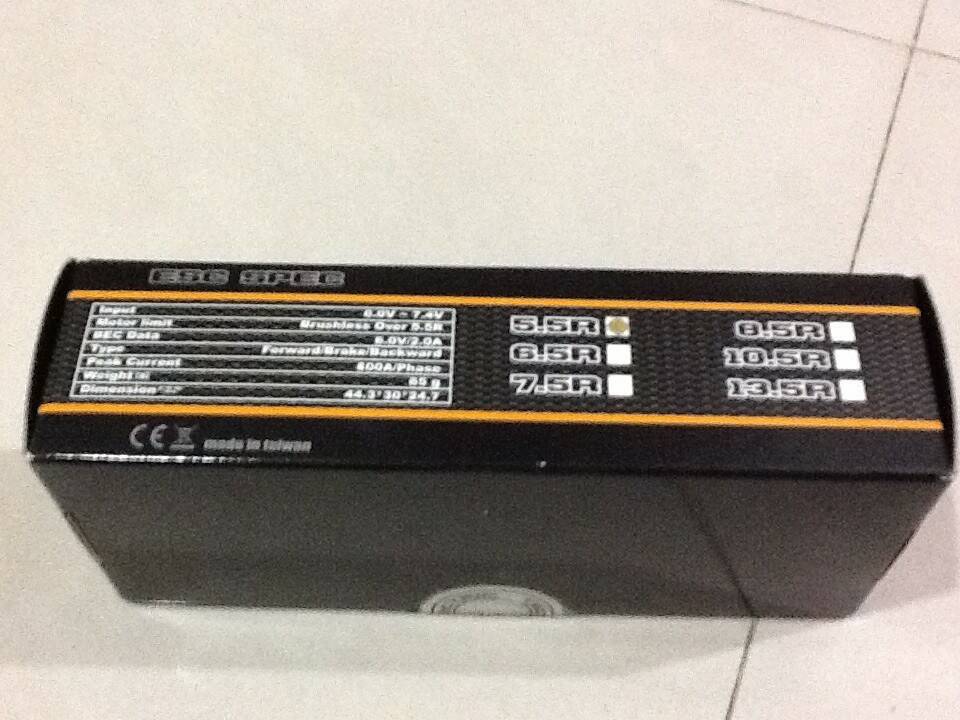 ESC SPEC
Input 6.0V ~ 7.4V
Motor limit Brushless Over 5.5R
BEC Data 6.0V/2.0A
Type Forward/Brake/Backward
Peak Current 600A/Phase
Weight 65 g
Dimension 44.3*30*24.7
5.5R 8.5R
6.5R 10.5R
7.5R 13.5R
CE made in taiwan